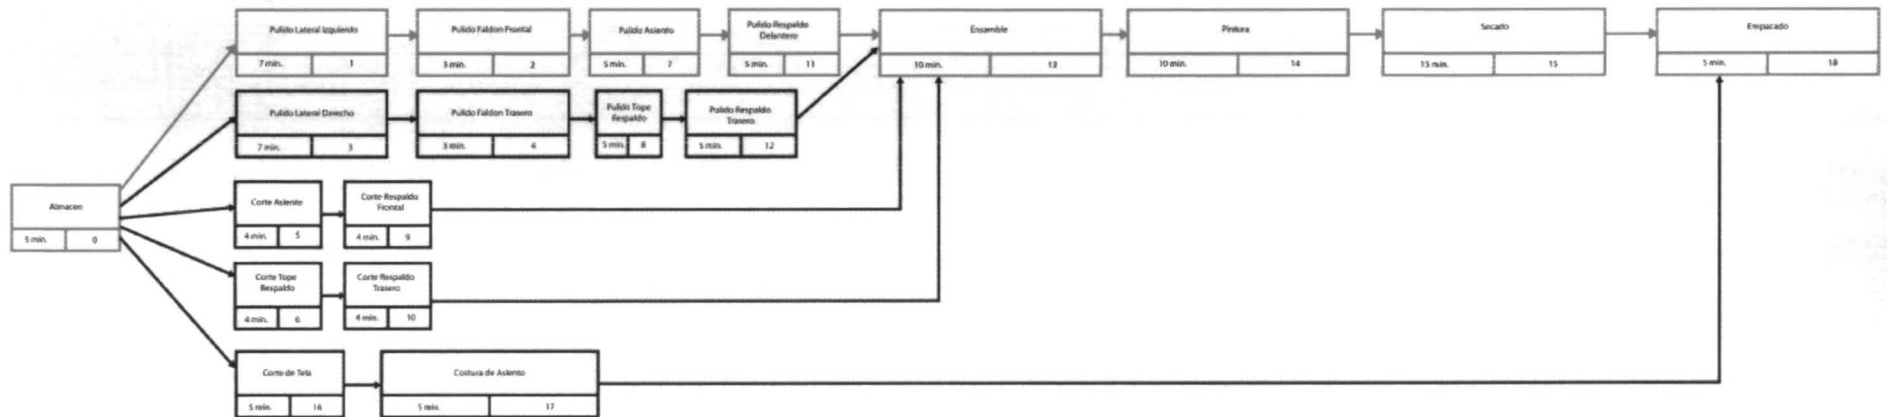 Pulido Lateral Izquierdo
7 min. 1
Pulido Faldon Frontal
3 min. 2
Pulido Asiento
5 min. 7
Pulido Respaldo
Delantero
5 min. 11
Ensamble
10 min. 13
Pintura
10 min. 14
Secado
15 min. 15
Empacado
5 min. 18
Pulido Lateral Derecho
7 min. 3
Pulido Faldon Trasero
3 min. 4
Pulido Tope
Respaldo
5 min. 8
Pulido Respaldo
Trasero
5 min. 12
Almacen
5 min. 0
Corte Asiento
4 min. 5
Corte Respaldo
Frontal
4 min. 9
Corte Tope
Respaldo
4 min. 6
Corte Respaldo
Trasero
4 min. 10
Corte de Tela
5 min. 16
Costura de Asiento
5 min. 17